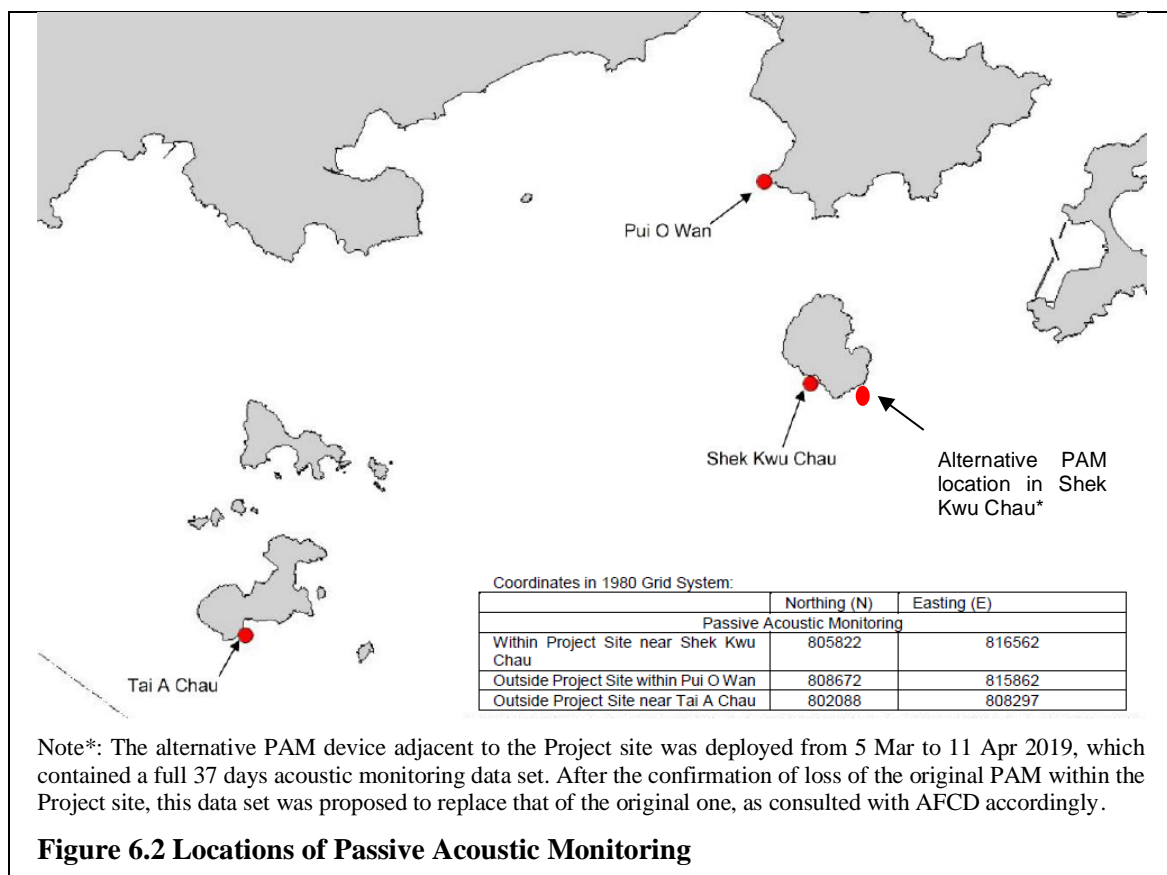 Pui O Wan
Shek Kwu Chau
Alternative PAM
location in Shek
Kwu Chau*
Tai A Chau
Coordinates in 1980 Grid System:
Northing (N) Easting (E)
Passive Acoustic Monitoring
Within Project Site near Shek Kwu 805822 816562
Chau
Outside Project Site within Pui O Wan 808672 815862
Outside Project Site near Tai A Chau 802088 808297
Note*: The alternative PAM device adjacent to the Project site was deployed from 5 Mar to 11 Apr 2019, which
contained a full 37 days acoustic monitoring data set. After the confirmation of loss of the original PAM within the
Project site, this data set was proposed to replace that of the original one, as consulted with AFCD accordingly.
Figure 6.2 Locations of Passive Acoustic Monitoring